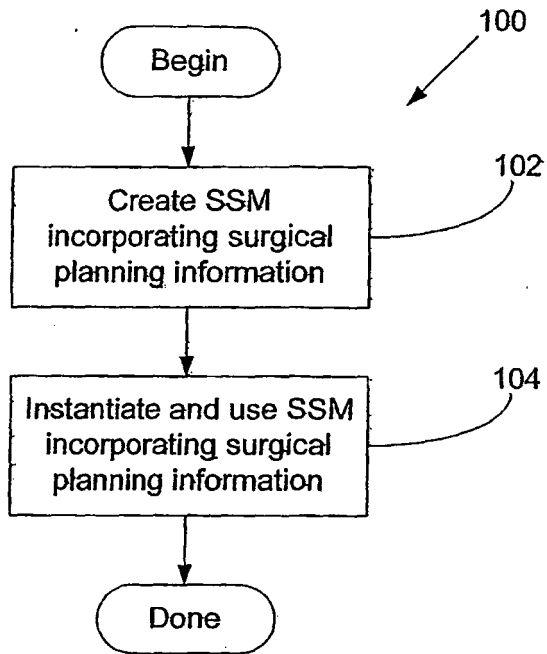 100
Begin
102
Create SSM
incorporating surgical
planning information
104
Instantiate and use SSM
incorporating surgical
planning information
Done